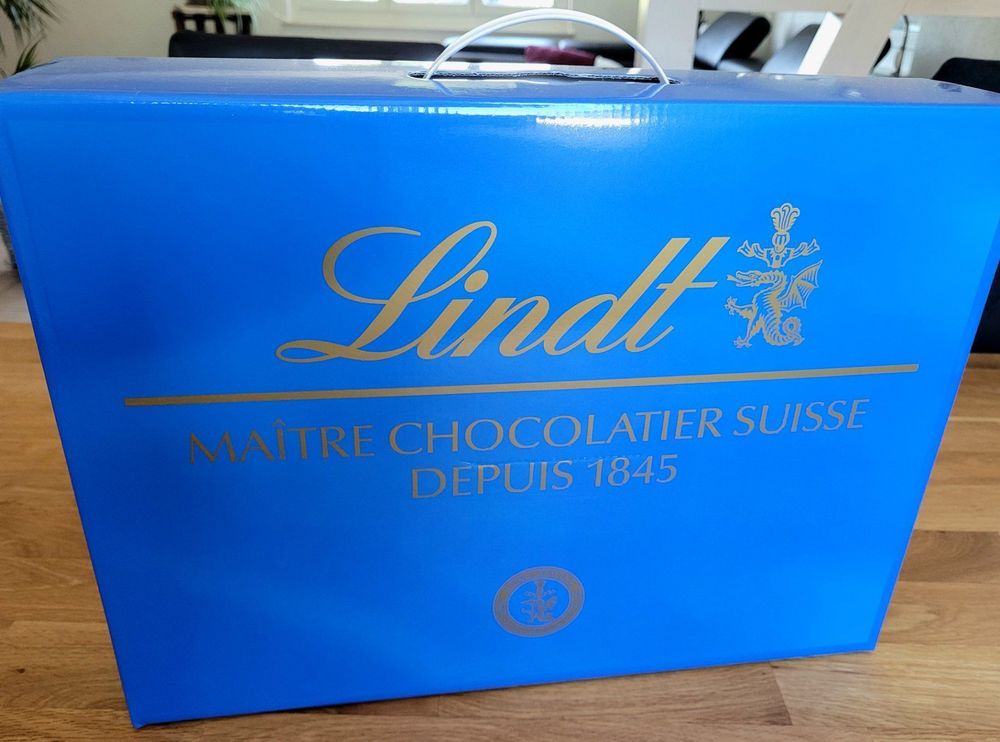 Lindt
MAÎTRE CHOCOLATIER SUISSE
DEPUIS 1845